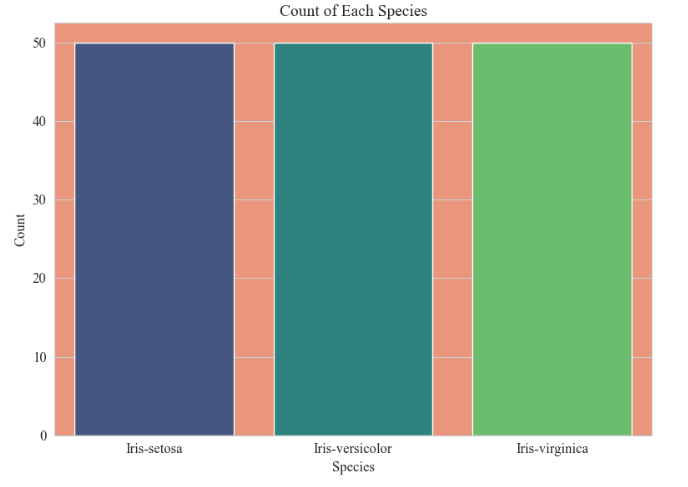 Count of Each Species
50
40
30
20
10
0
Count
Iris-setosa
Iris-versicolor
Iris-virginica
Species